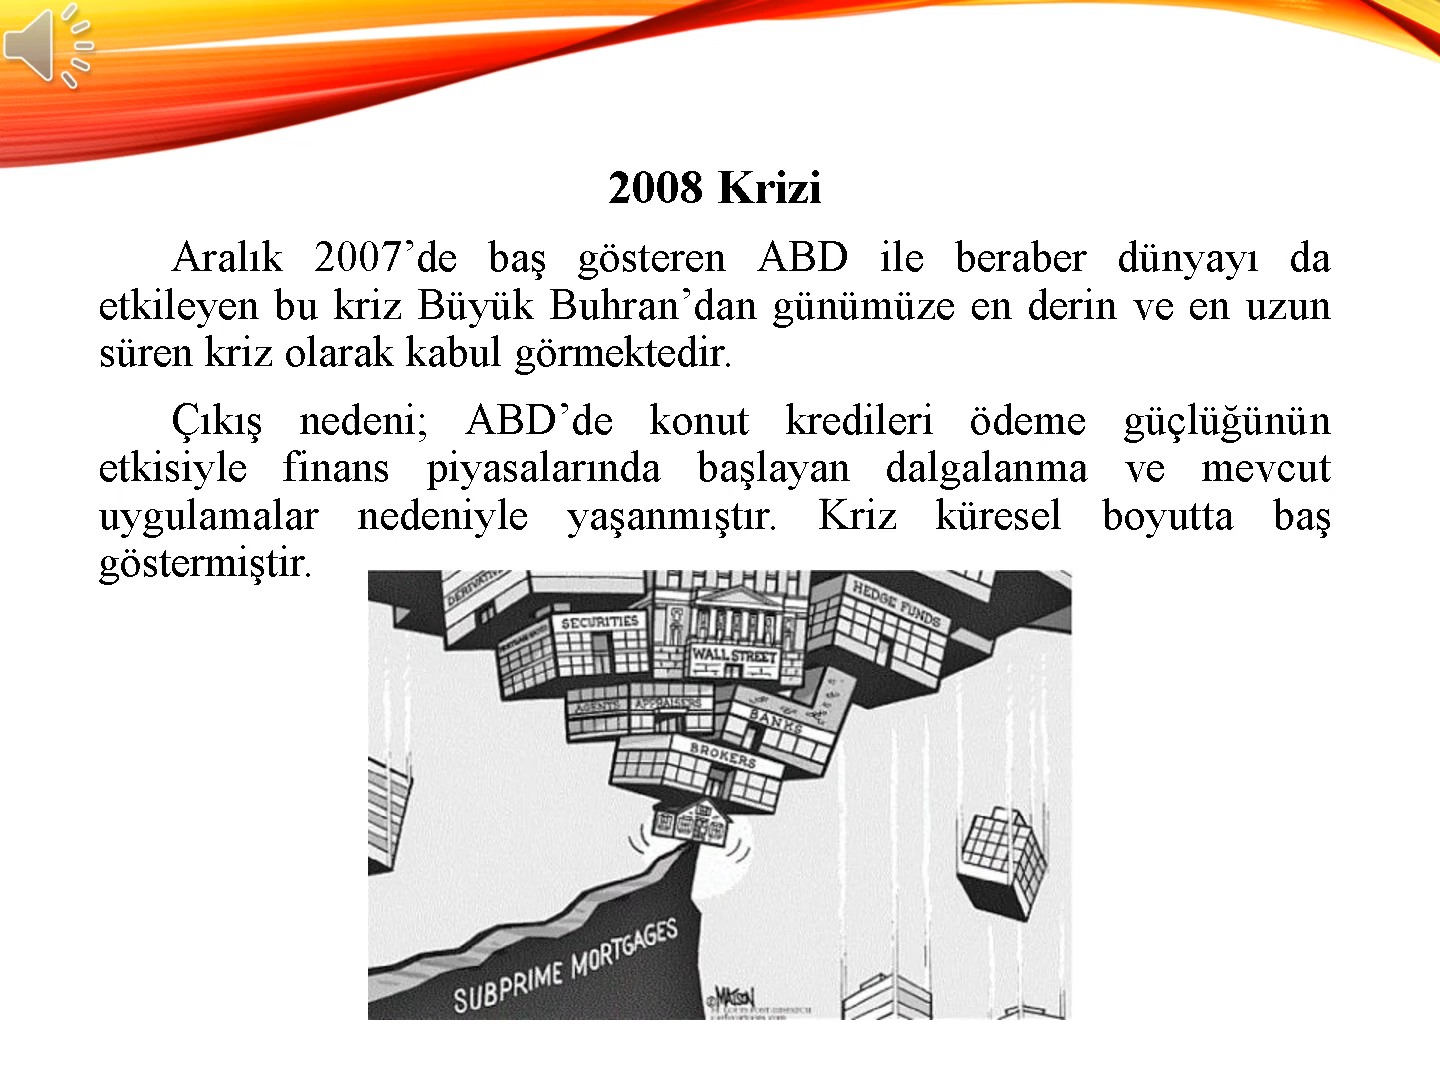 2008 Krizi
Aralık 2007’de baş gösteren ABD ile beraber dünyayı da
etkileyen bu kriz Büyük Buhran’dan günümüze en derin ve en uzun
süren kriz olarak kabul görmektedir.
Çıkış nedeni; ABD’de konut kredileri ödeme güçlüğünün
etkisiyle finans piyasalarında başlayan dalgalanma ve mevcut
uygulamalar nedeniyle yaşanmıştır. Kriz küresel boyutta baş
göstermiştir.
HEDGE FUNDS
SECURITIES
WALL STREET
AGENTS APPRAISERS
BANKS
BROKERS
SUBPRIME MORTGAGES
©MATSON